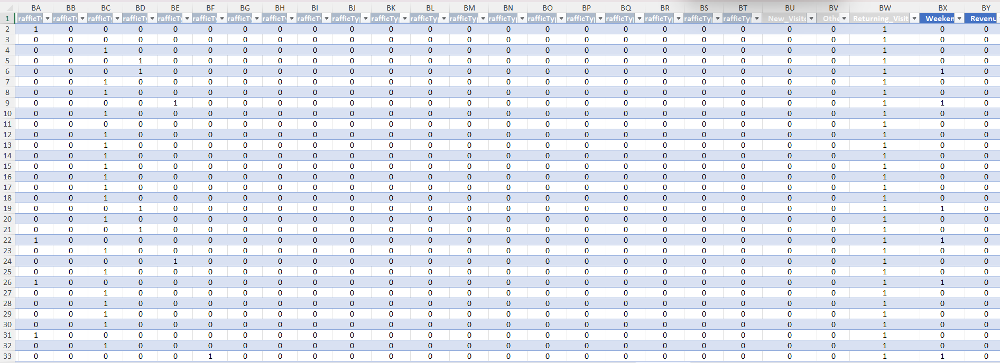 BA BB BC BD BE BF BG BH BI BJ BK BL BM BN BO BP BQ BR BS BT BU BV BW BX BY
1 rafficTy rafficTy rafficTy rafficTy rafficTy rafficTy rafficTy rafficTy rafficTy rafficTy rafficTy rafficTy rafficTy rafficTy rafficTy rafficTy rafficTy rafficTy rafficTy rafficTy New_Visito Othe Returning_Visit Weeken Revenu
2 1 0 0 0 0 0 0 0 0 0 0 0 0 0 0 0 0 0 0 0 0 0 1 0 0
3 0 0 0 0 0 0 0 0 0 0 0 0 0 0 0 0 0 0 0 0 0 0 1 0 0
4 0 0 1 0 0 0 0 0 0 0 0 0 0 0 0 0 0 0 0 0 0 0 1 0 0
5 0 0 0 1 0 0 0 0 0 0 0 0 0 0 0 0 0 0 0 0 0 0 1 0 0
6 0 0 0 1 0 0 0 0 0 0 0 0 0 0 0 0 0 0 0 0 0 0 1 1 0
7 0 0 1 0 0 0 0 0 0 0 0 0 0 0 0 0 0 0 0 0 0 0 1 0 0
8 0 0 1 0 0 0 0 0 0 0 0 0 0 0 0 0 0 0 0 0 0 0 1 0 0
9 0 0 0 0 1 0 0 0 0 0 0 0 0 0 0 0 0 0 0 0 0 0 1 1 0
10 0 0 1 0 0 0 0 0 0 0 0 0 0 0 0 0 0 0 0 0 0 0 1 0 0
11 0 0 0 0 0 0 0 0 0 0 0 0 0 0 0 0 0 0 0 0 0 0 1 0 0
12 0 0 1 0 0 0 0 0 0 0 0 0 0 0 0 0 0 0 0 0 0 0 1 0 0
13 0 0 1 0 0 0 0 0 0 0 0 0 0 0 0 0 0 0 0 0 0 0 1 0 0
14 0 0 1 0 0 0 0 0 0 0 0 0 0 0 0 0 0 0 0 0 0 0 1 0 0
15 0 0 1 0 0 0 0 0 0 0 0 0 0 0 0 0 0 0 0 0 0 0 1 0 0
16 0 0 1 0 0 0 0 0 0 0 0 0 0 0 0 0 0 0 0 0 0 0 1 0 0
17 0 0 1 0 0 0 0 0 0 0 0 0 0 0 0 0 0 0 0 0 0 0 1 0 0
18 0 0 1 0 0 0 0 0 0 0 0 0 0 0 0 0 0 0 0 0 0 0 1 0 0
19 0 0 0 1 0 0 0 0 0 0 0 0 0 0 0 0 0 0 0 0 0 0 1 1 0
20 0 0 1 0 0 0 0 0 0 0 0 0 0 0 0 0 0 0 0 0 0 0 1 0 0
21 0 0 0 1 0 0 0 0 0 0 0 0 0 0 0 0 0 0 0 0 0 0 1 0 0
22 1 0 0 0 0 0 0 0 0 0 0 0 0 0 0 0 0 0 0 0 0 0 1 1 0
23 0 0 1 0 0 0 0 0 0 0 0 0 0 0 0 0 0 0 0 0 0 0 1 0 0
24 0 0 0 0 1 0 0 0 0 0 0 0 0 0 0 0 0 0 0 0 0 0 1 0 0
25 0 0 1 0 0 0 0 0 0 0 0 0 0 0 0 0 0 0 0 0 0 0 1 0 0
26 1 0 0 0 0 0 0 0 0 0 0 0 0 0 0 0 0 0 0 0 0 0 1 1 0
27 0 0 1 0 0 0 0 0 0 0 0 0 0 0 0 0 0 0 0 0 0 0 1 0 0
28 0 0 1 0 0 0 0 0 0 0 0 0 0 0 0 0 0 0 0 0 0 0 1 0 0
29 0 0 1 0 0 0 0 0 0 0 0 0 0 0 0 0 0 0 0 0 0 0 1 0 0
30 0 0 1 0 0 0 0 0 0 0 0 0 0 0 0 0 0 0 0 0 0 0 1 0 0
31 1 0 0 0 0 0 0 0 0 0 0 0 0 0 0 0 0 0 0 0 0 0 1 0 0
32 0 0 1 0 0 0 0 0 0 0 0 0 0 0 0 0 0 0 0 0 0 0 1 0 0
33 0 0 0 0 0 1 0 0 0 0 0 0 0 0 0 0 0 0 0 0 0 0 1 1 0